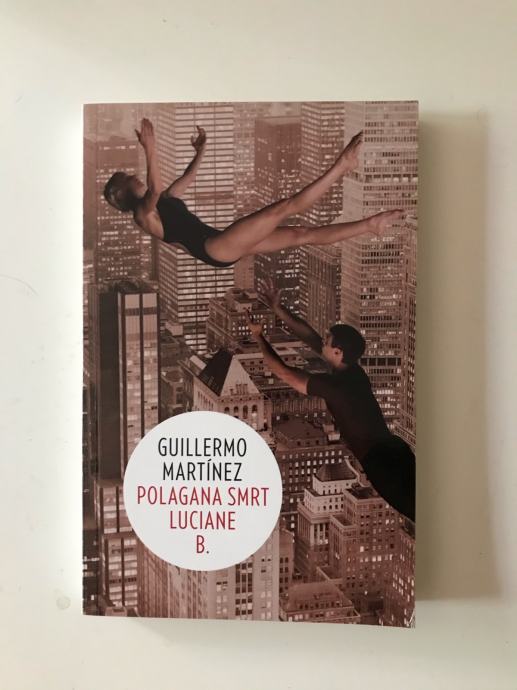 GUILLERMO
MARTÍNEZ
POLAGANA SMRT
LUCIANE
B.